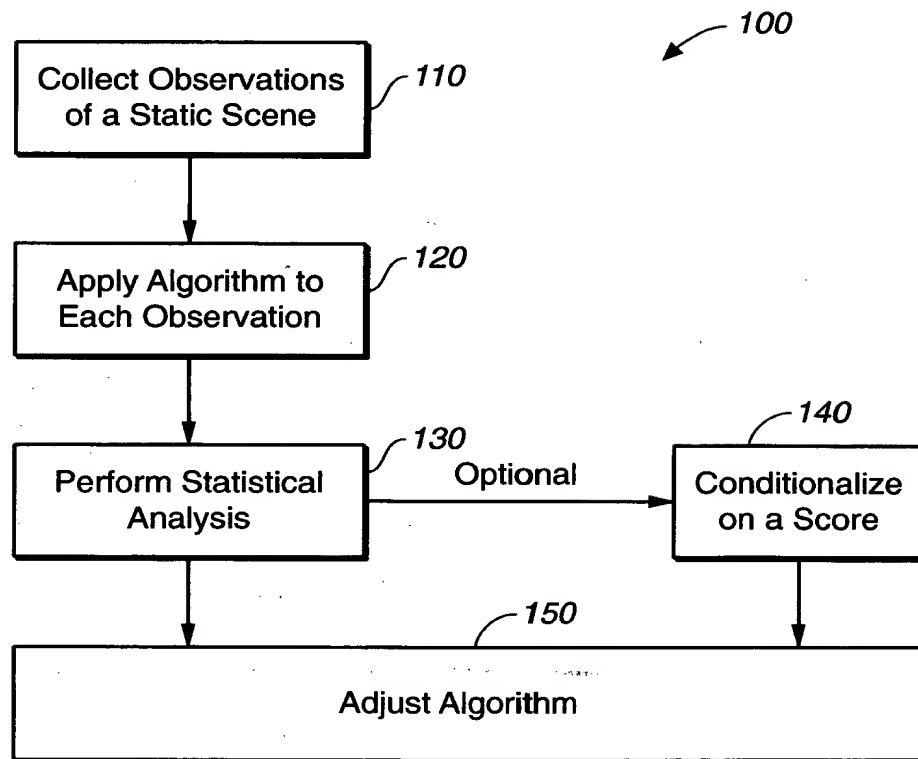 100
Collect Observations
of a Static Scene
110
Apply Algorithm to
Each Observation
120
Perform Statistical
Analysis
130
Optional
140
Conditionalize
on a Score
150
Adjust Algorithm